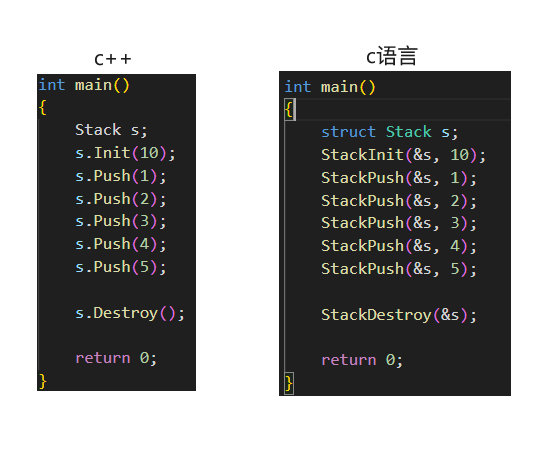 c++
int main()
{
    Stack s;
    s.Init(10);
    s.Push(1);
    s.Push(2);
    s.Push(3);
    s.Push(4);
    s.Push(5);

    s.Destroy();

    return 0;
}
c语言
int main()
{
    struct Stack s;
    StackInit(&s, 10);
    StackPush(&s, 1);
    StackPush(&s, 2);
    StackPush(&s, 3);
    StackPush(&s, 4);
    StackPush(&s, 5);

    StackDestroy(&s);

    return 0;
}